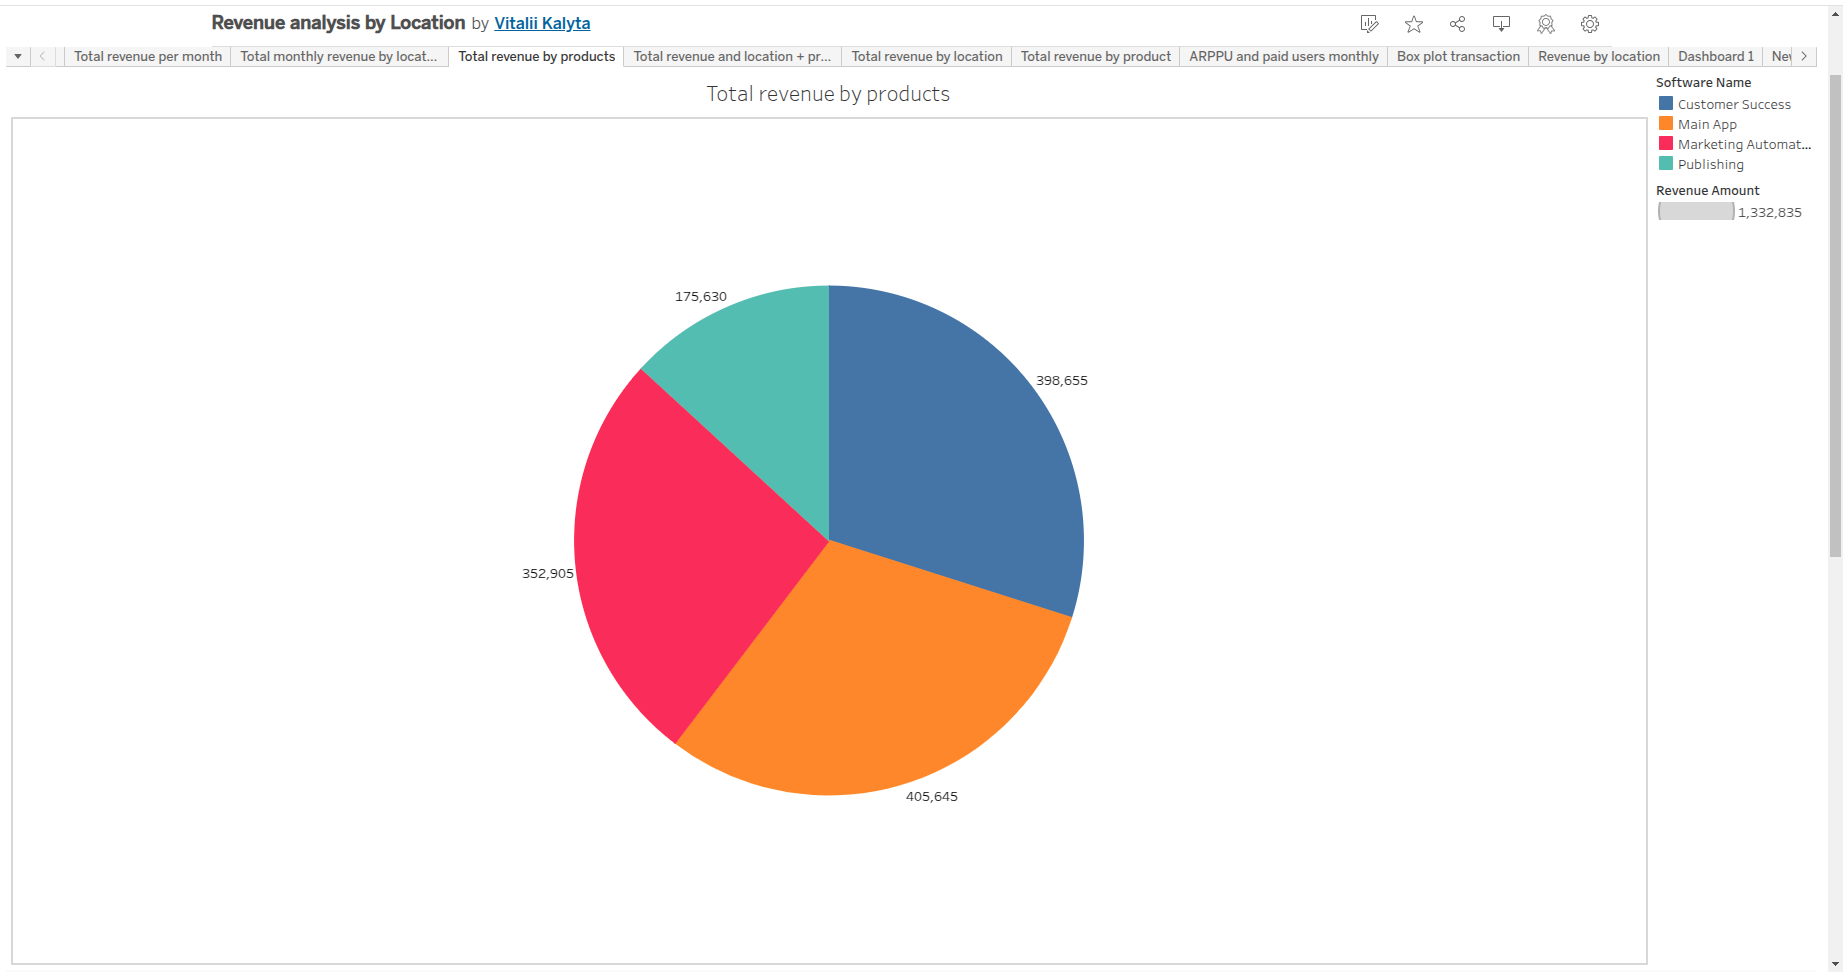 Revenue analysis by Location by Vitalii Kalyta
Total revenue per month
Total monthly revenue by locat...
Total revenue by products
Total revenue and location + pr...
Total revenue by location
Total revenue by product
ARPPU and paid users monthly
Box plot transaction
Revenue by location
Dashboard 1
Total revenue by products
Software Name
Customer Success
Main App
Marketing Automat...
Publishing
Revenue Amount
1,332,835
175,630
398,655
352,905
405,645